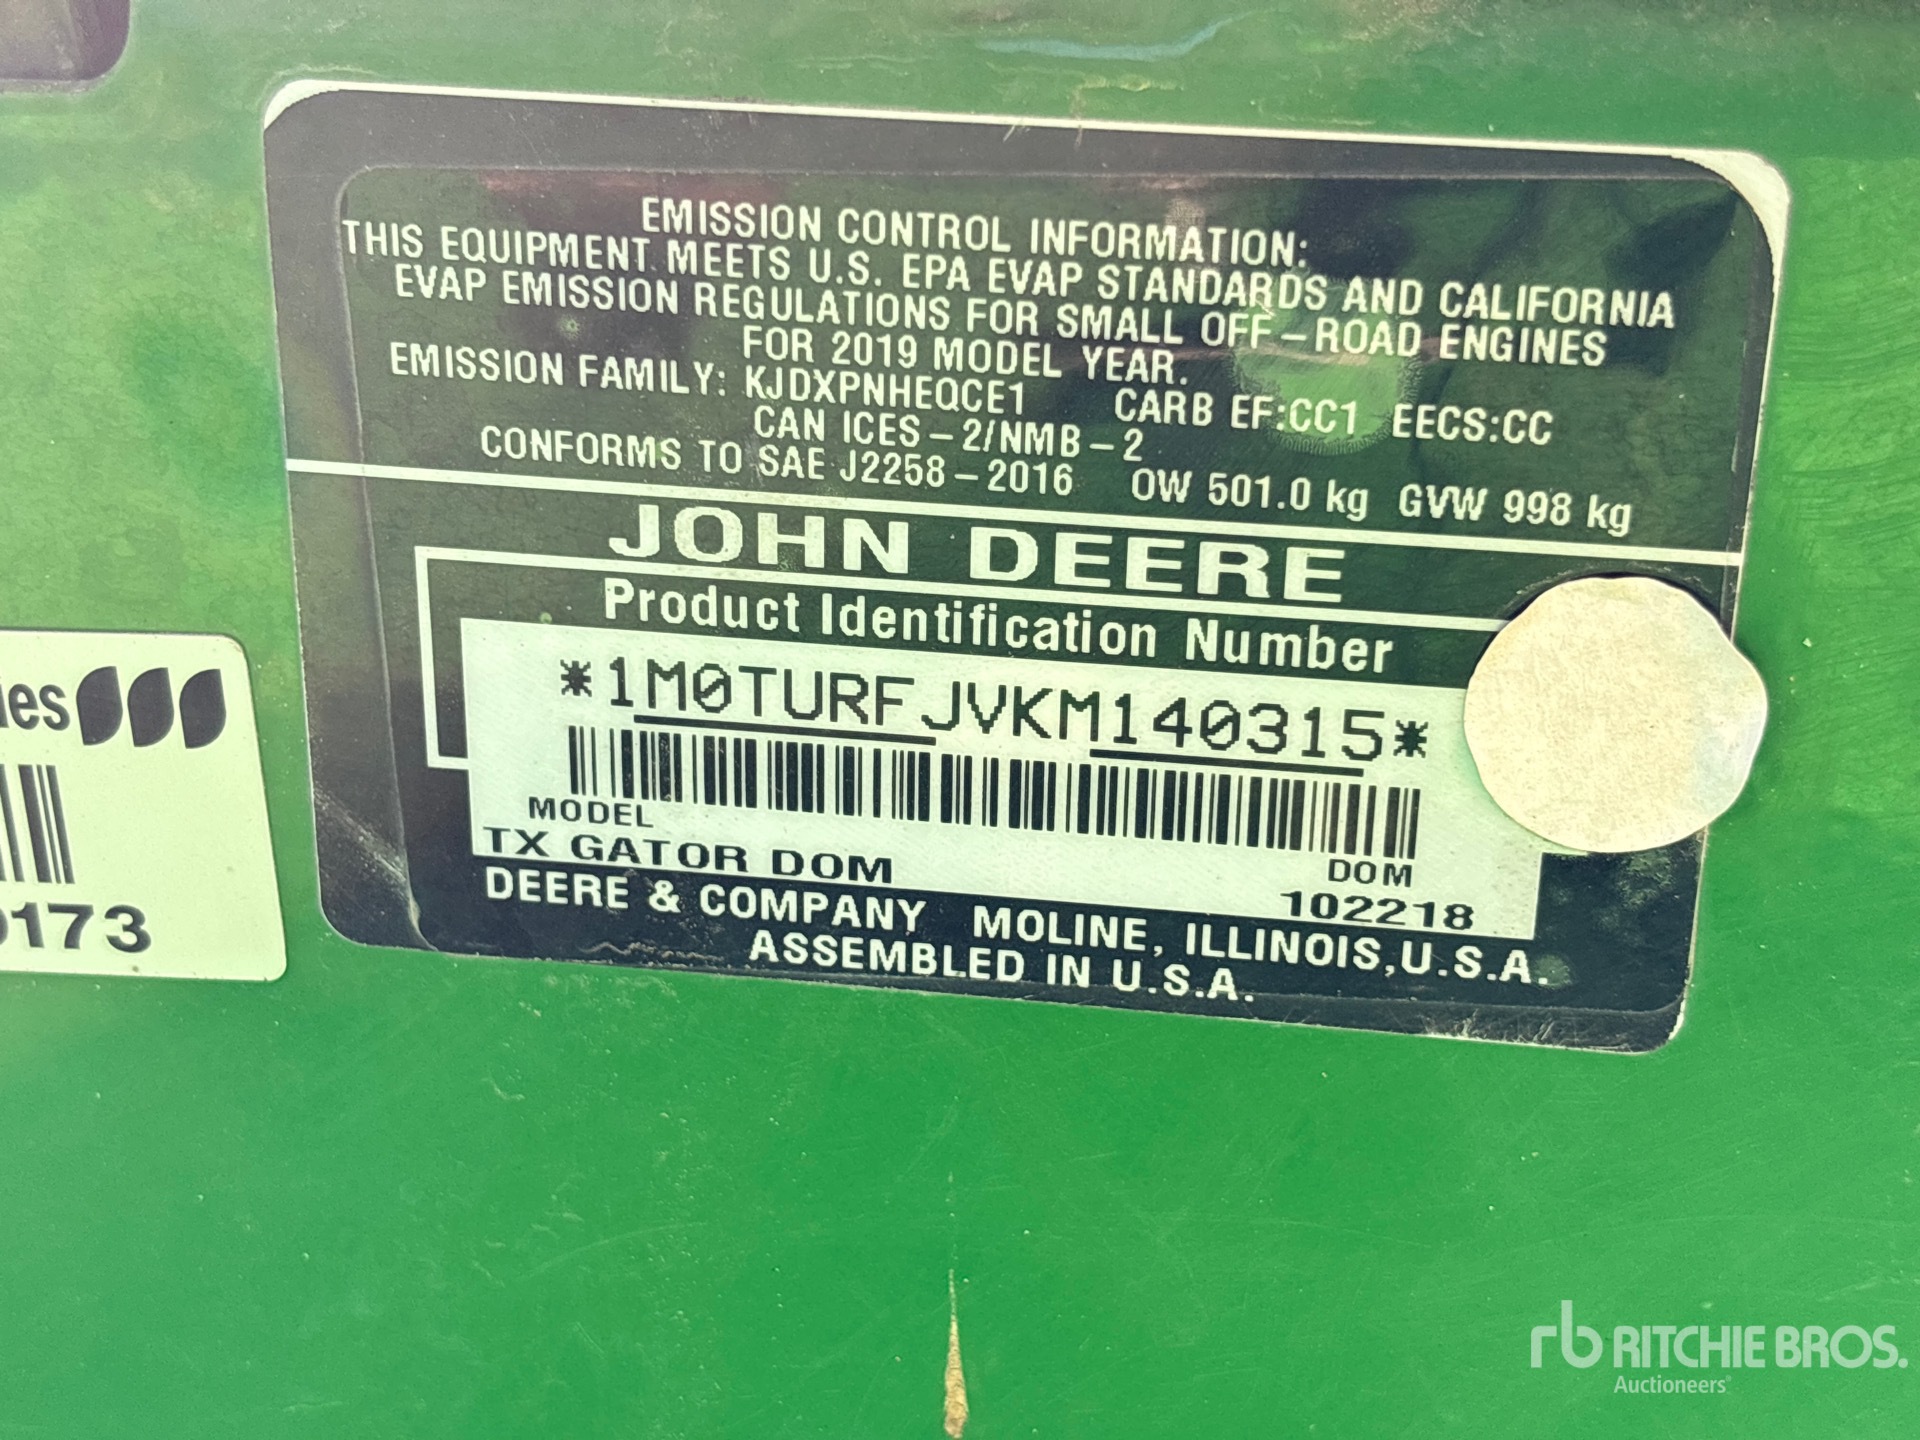 EMISSION CONTROL INFORMATION:
THIS EQUIPMENT MEETS U.S. EPA EVAP STANDARDS AND CALIFORNIA
EVAP EMISSION REGULATIONS FOR SMALL OFF-ROAD ENGINES
FOR 2019 MODEL YEAR.
EMISSION FAMILY: KJDXPNHEQCE1 CARB EF:CC1 EECS:CC
CAN ICES-2/NMB-2
CONFORMS TO SAE J2258-2016 OW 501.0 kg GVW 998 kg
JOHN DEERE
Product Identification Number
*1M0TURFJVKM140315*
MODEL
TX GATOR DOM
DOM
102218
DEERE & COMPANY MOLINE, ILLINOIS, U.S.A.
ASSEMBLED IN U.S.A.
ies
173
rb RITCHIE BROS.
Auctioneers